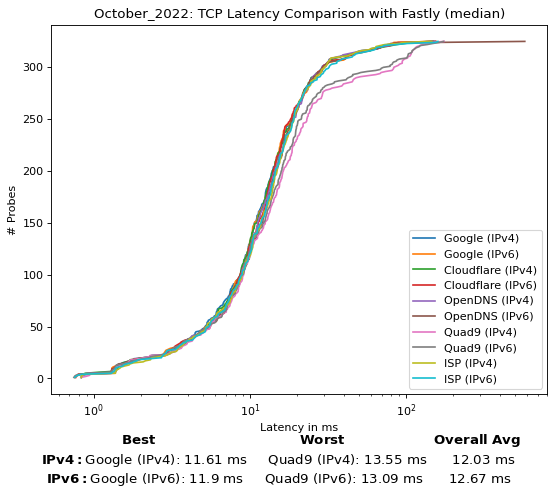 October_2022: TCP Latency Comparison with Fastly (median)
300
250
200
150
100
50
0
# Probes
Google (IPv4)
Google (IPv6)
Cloudflare (IPv4)
Cloudflare (IPv6)
OpenDNS (IPv4)
OpenDNS (IPv6)
Quad9 (IPv4)
Quad9 (IPv6)
ISP (IPv4)
ISP (IPv6)
10⁰ 10¹ 10²
Latency in ms
Best Worst Overall Avg
IPv4: Google (IPv4): 11.61 ms Quad9 (IPv4): 13.55 ms 12.03 ms
IPv6: Google (IPv6): 11.9 ms Quad9 (IPv6): 13.09 ms 12.67 ms